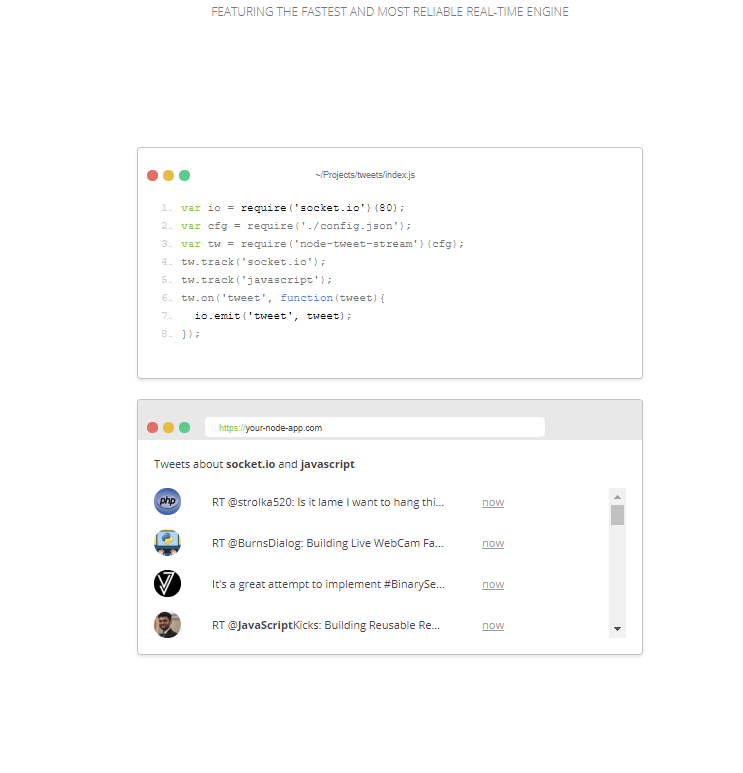 FEATURING THE FASTEST AND MOST RELIABLE REAL-TIME ENGINE
~/Projects/tweets/index.js
1. var io = require('socket.io')(80);
2. var cfg = require('./config.json');
3. var tw = require('node-tweet-stream')(cfg);
4. tw.track('socket.io');
5. tw.track('javascript');
6. tw.on('tweet', function(tweet){
7.   io.emit('tweet', tweet);
8. });
https://your-node-app.com
Tweets about socket.io and javascript
php
RT @strolka520: Is it lame I want to hang thi... now
RT @BurnsDialog: Building Live WebCam Fa... now
It's a great attempt to implement #BinarySe... now
RT @JavaScriptKicks: Building Reusable Re... now